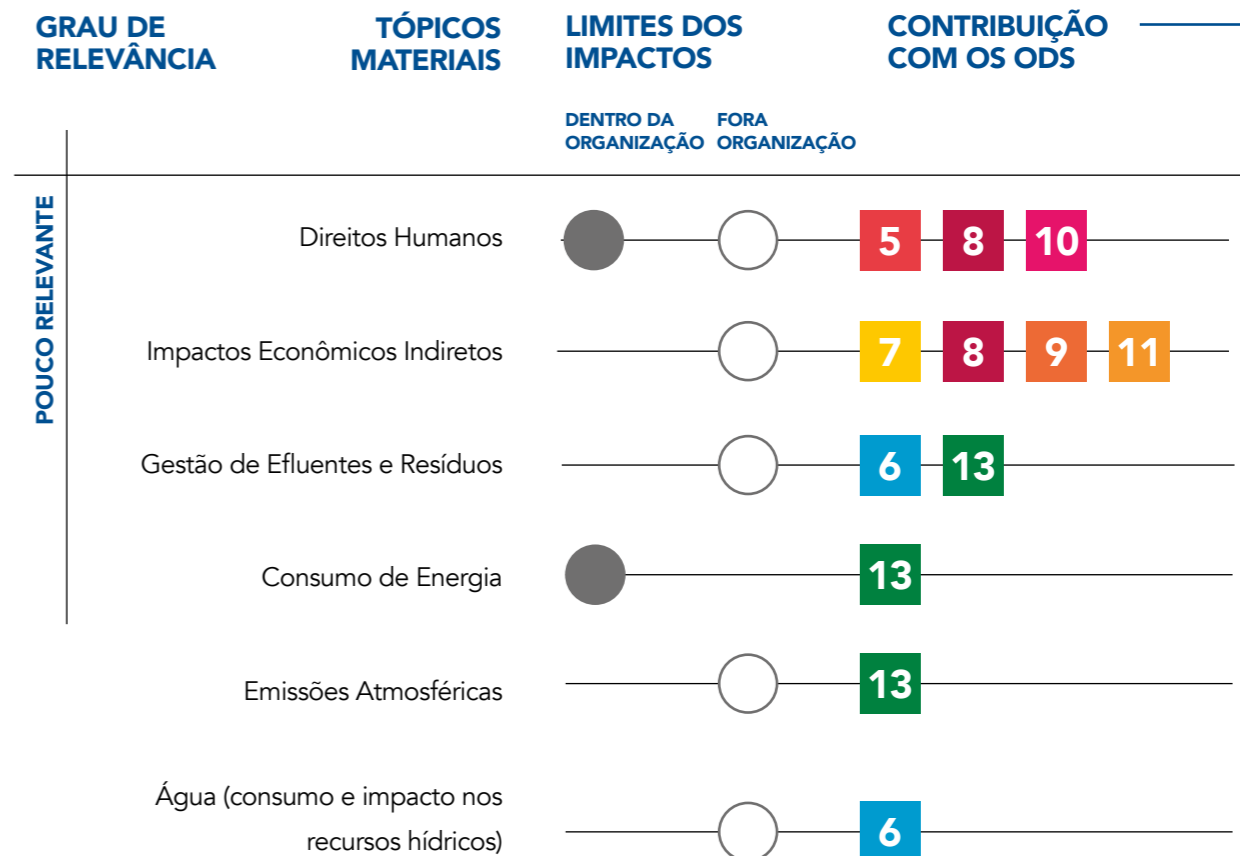 GRAU DE
RELEVÂNCIA
TÓPICOS
MATERIAIS
LIMITES DOS
IMPACTOS
CONTRIBUIÇÃO
COM OS ODS
DENTRO DA
ORGANIZAÇÃO
FORA
ORGANIZAÇÃO
POUCO RELEVANTE
Direitos Humanos
5 8 10
Impactos Econômicos Indiretos
7 8 9 11
Gestão de Efluentes e Resíduos
6 13
Consumo de Energia
13
Emissões Atmosféricas
13
Água (consumo e impacto nos
recursos hídricos)
6